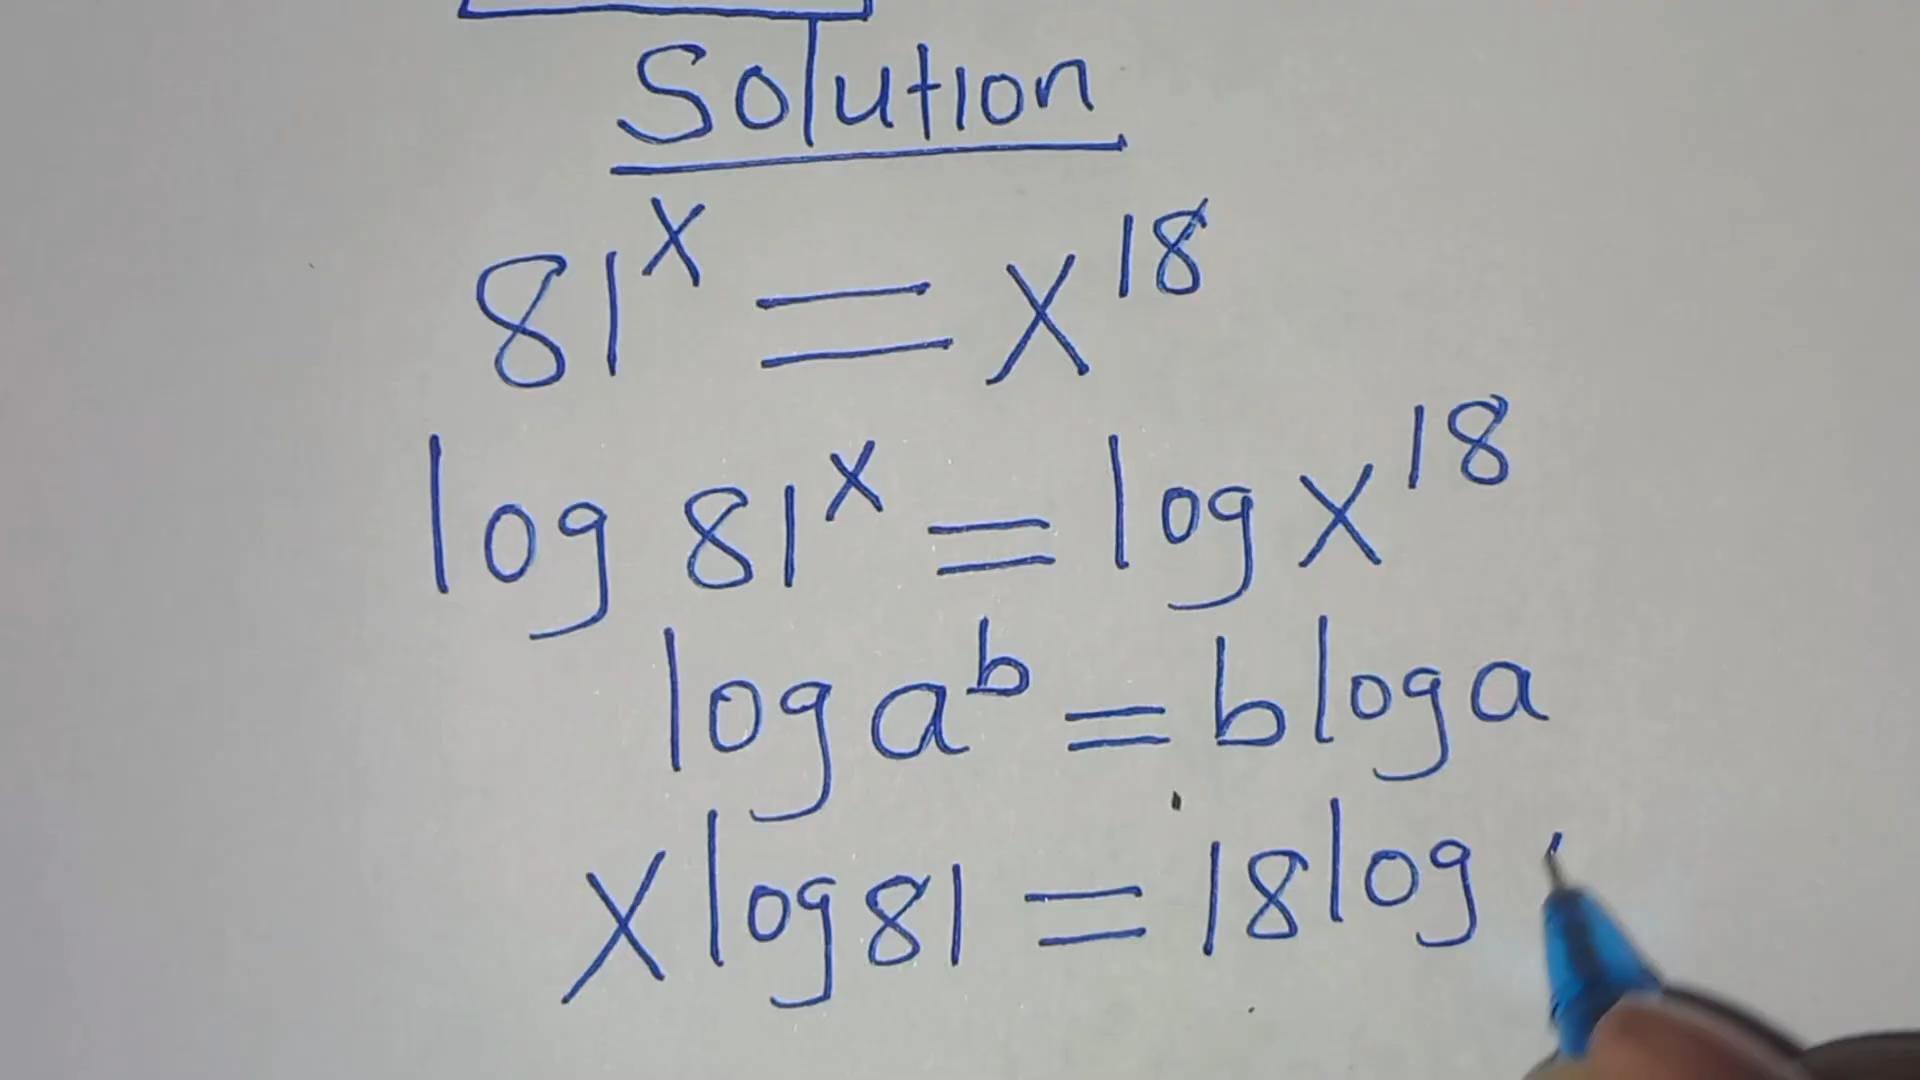 Solution
81^x = x^18
log 81^x = log x^18
log a^b = b log a
x log 81 = 18 log